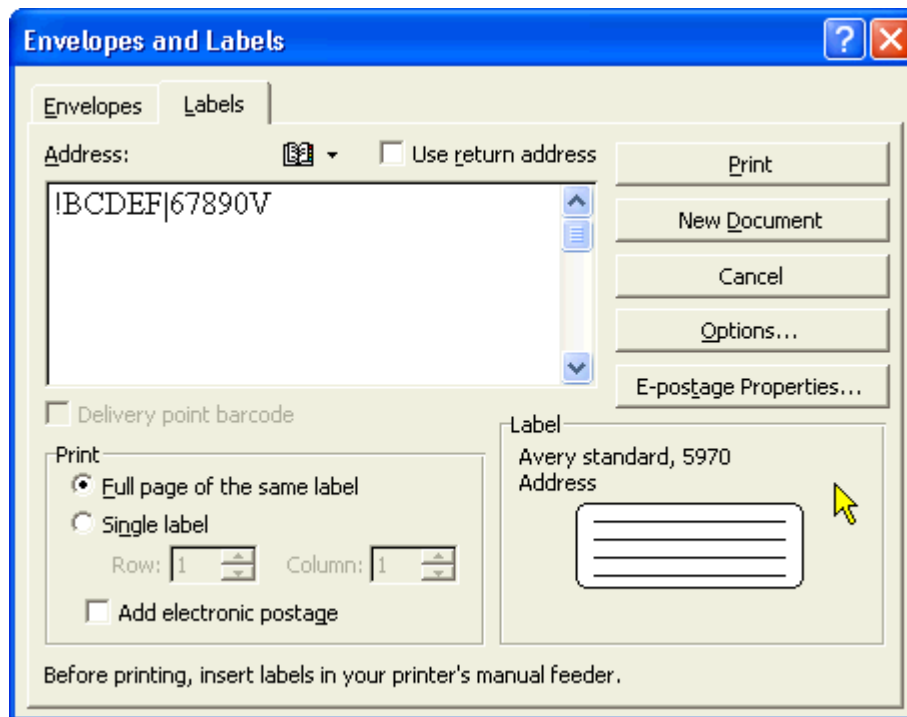 Envelopes and Labels
Envelopes Labels
Address:
Use return address
!BCDEF|67890V
Print
New Document
Cancel
Options...
E-postage Properties...
Delivery point barcode
Print
Full page of the same label
Single label
Row: 1 Column: 1
Add electronic postage
Label
Avery standard, 5970
Address
Before printing, insert labels in your printer's manual feeder.